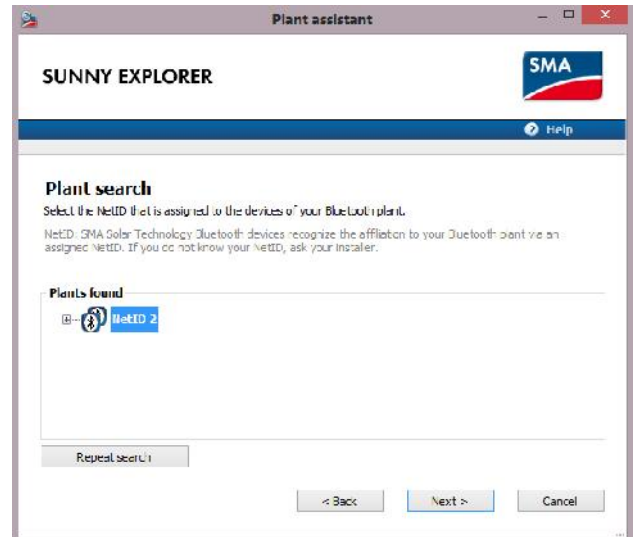 Plant assistant
SUNNY EXPLORER
SMA
Help
Plant search
Select the NetID that is assigned to the devices of your Bluetooth plant.
NetID: SMA Solar Technology Bluetooth devices recognize the affiliation to your Bluetooth plant via an
assigned NetID. If you do not know your NetID, ask your installer.
Plants found
NetID 2
Repeat search
< Back
Next >
Cancel